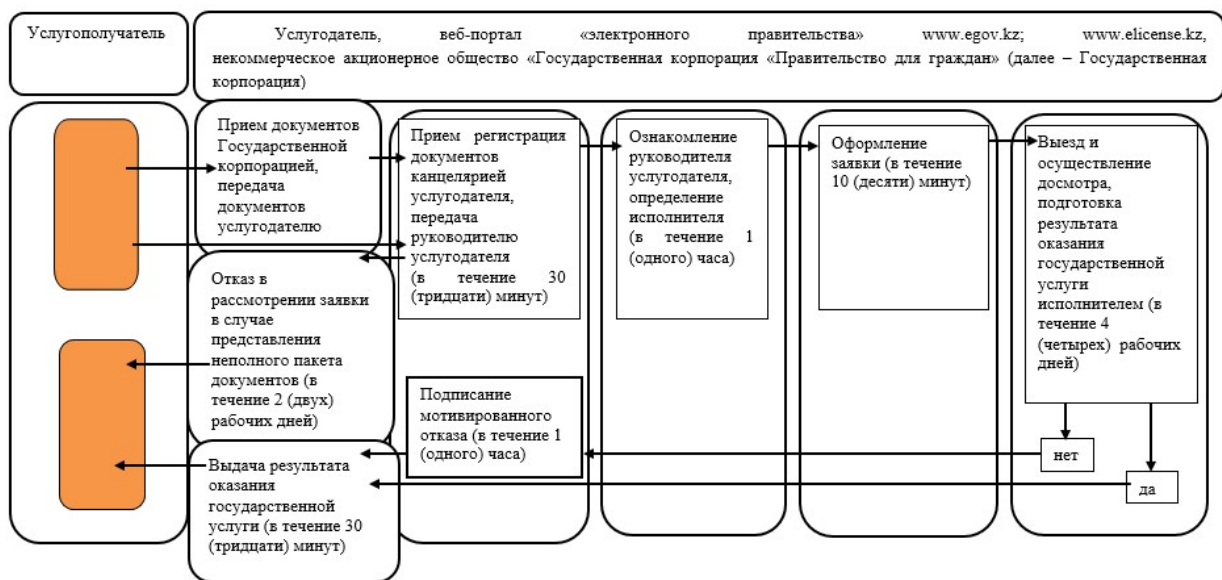 Услугополучатель
Услугодатель, веб-портал «электронного правительства» www.egov.kz; www.elicense.kz,
некоммерческое акционерное общество «Государственная корпорация «Правительство для граждан» (далее – Государственная
корпорация)
Прием документов
Государственной
корпорацией,
передача
документов
услугодателю
Прием регистрация
документов
канцелярией
услугодателя,
передача
руководителю
услугодателя
(в течение 30
(тридцати) минут)
Ознакомление
руководителя
услугодателя,
определение
исполнителя
(в течение 1
(одного) часа)
Оформление
заявки (в течение
10 (десяти) минут)
Выезд и
осуществление
досмотра,
подготовка
результата
оказания
государственной
услуги
исполнителем (в
течение 4
(четырех) рабочих
дней)
Отказ в
рассмотрении заявки
в случае
представления
неполного пакета
документов (в
течение 2 (двух)
рабочих дней)
Подписание
мотивированного
отказа (в течение 1
(одного) часа)
нет
да
Выдача результата
оказания
государственной
услуги (в течение 30
(тридцати) минут)